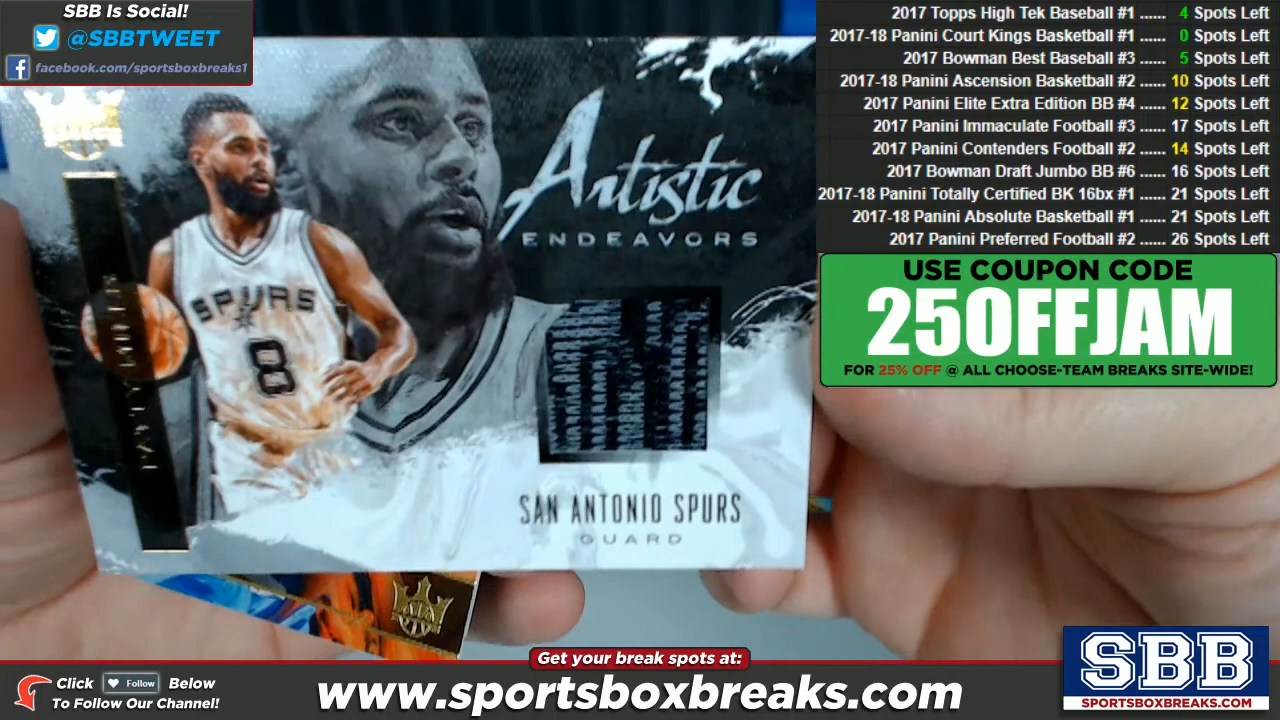 SBB Is Social!
@SBBTWEET
facebook.com/sportsboxbreaks1
2017 Topps High Tek Baseball #1 ...... 4 Spots Left
2017-18 Panini Court Kings Basketball #1 ...... 0 Spots Left
2017 Bowman Best Baseball #3 ...... 5 Spots Left
2017-18 Panini Ascension Basketball #2 ...... 10 Spots Left
2017 Panini Elite Extra Edition BB #4 ...... 12 Spots Left
2017 Panini Immaculate Football #3 ...... 17 Spots Left
2017 Panini Contenders Football #2 ...... 14 Spots Left
2017 Bowman Draft Jumbo BB #6 ...... 16 Spots Left
2017-18 Panini Totally Certified BK 16bx #1 ...... 21 Spots Left
2017-18 Panini Absolute Basketball #1 ...... 21 Spots Left
2017 Panini Preferred Football #2 ...... 26 Spots Left
USE COUPON CODE
25OFFJAM
FOR 25% OFF @ ALL CHOOSE-TEAM BREAKS SITE-WIDE!
Artistic
ENDEAVORS
SPURS
8
PATTY MILLS
SAN ANTONIO SPURS
GUARD
Get your break spots at:
Click Follow Below
To Follow Our Channel!
www.sportsboxbreaks.com
SBB
SPORTSBOXBREAKS.COM